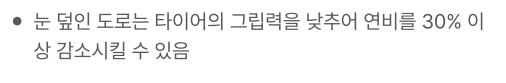 • 눈 덮인 도로는 타이어의 그립력을 낮추어 연비를 30% 이
상 감소시킬 수 있음